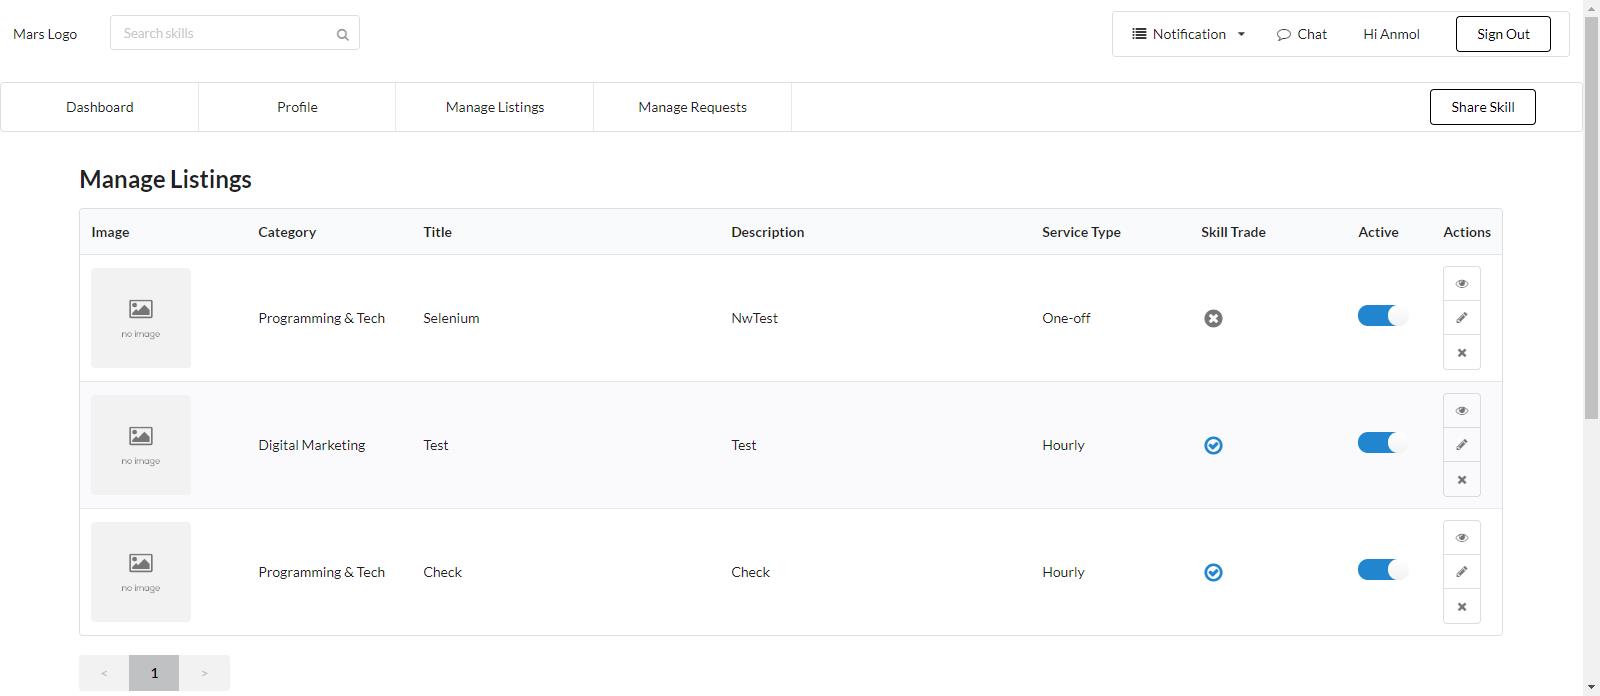 Mars Logo
Search skills
Notification
Chat
Hi Anmol
Sign Out
Dashboard
Profile
Manage Listings
Manage Requests
Share Skill
Manage Listings
Image Category Title Description Service Type Skill Trade Active Actions
no image
Programming & Tech Selenium NwTest One-off
no image
Digital Marketing Test Test Hourly
no image
Programming & Tech Check Check Hourly
< 1 >